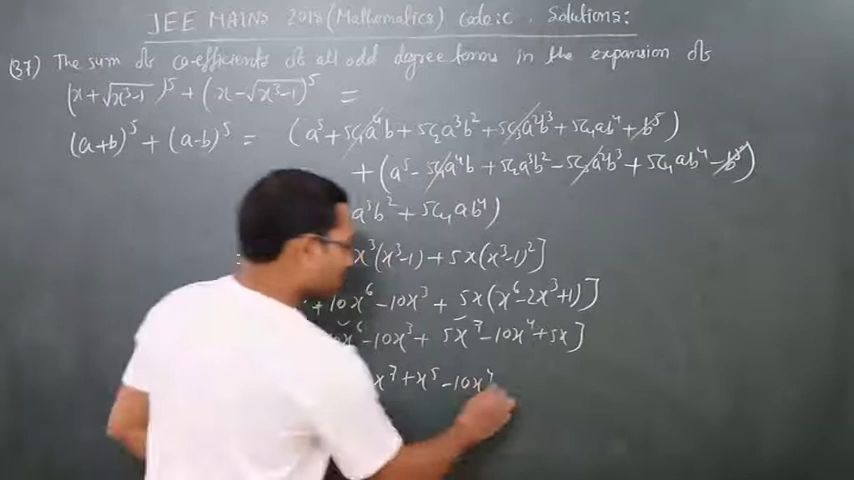 JEE MAINS 2018 (Mathematics) Code:C . Solutions:
(37) The sum of co-efficients of all odd degree terms in the expansion of
(x+√x³-1)⁵ + (x-√x³-1)⁵ =
(a+b)⁵ + (a-b)⁵ = (a⁵+5C₁a⁴b+5C₂a³b²+5C₃a²b³+5C₄ab⁴+b⁵)
+(a⁵-5C₁a⁴b+5C₂a³b²-5C₃a²b³+5C₄ab⁴-b⁵)
a³b²+5C₄ab⁴)
x³(x³-1)+5x(x³-1)²]
+10x⁶-10x³+ 5x(x⁶-2x³+1)]
10x⁶-10x³+ 5x⁷-10x⁴+5x]
x⁷+x⁵-10x⁴